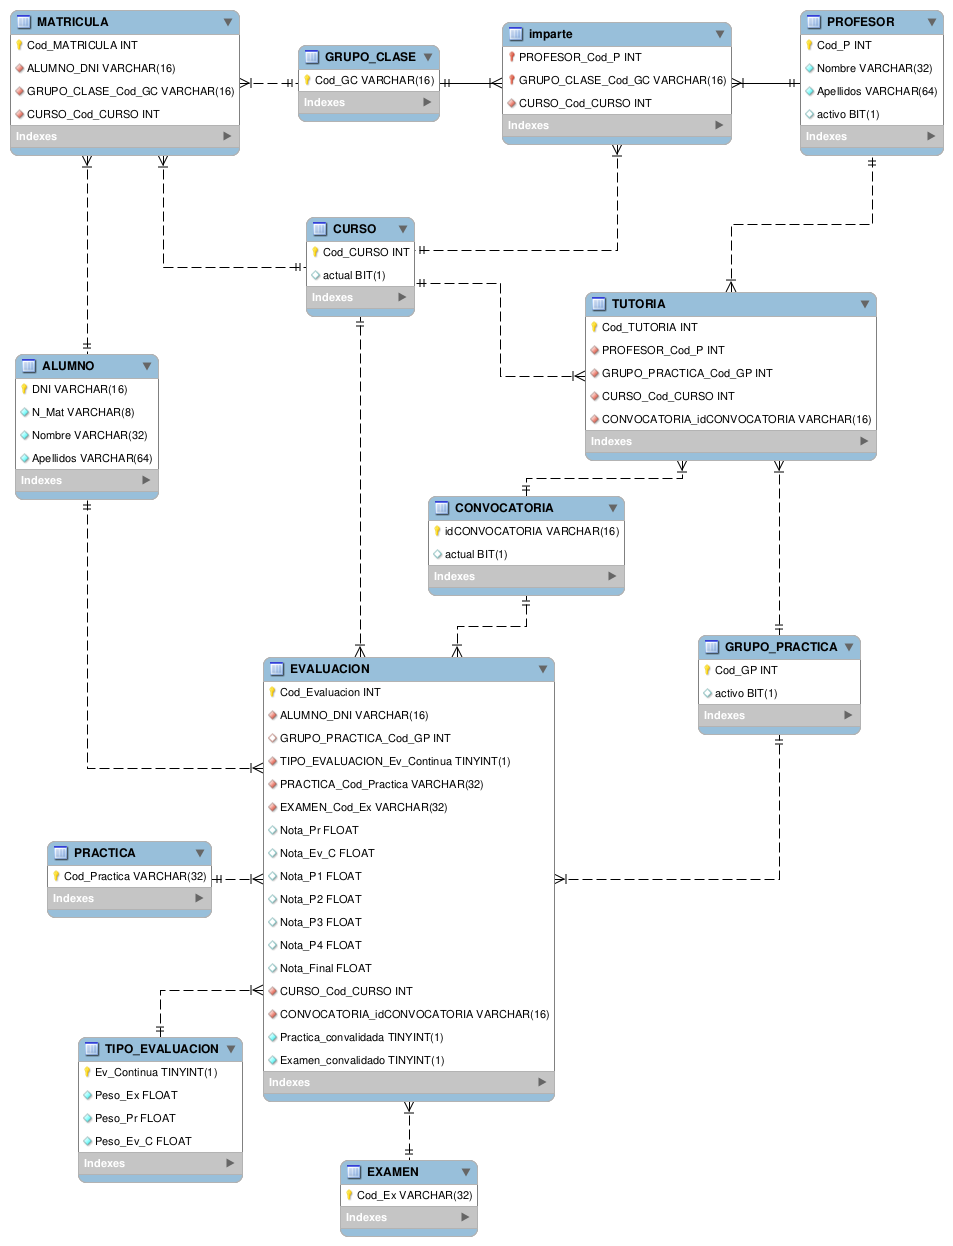 MATRICULA
Cod_MATRICULA INT
ALUMNO_DNI VARCHAR(16)
GRUPO_CLASE_Cod_GC VARCHAR(16)
CURSO_Cod_CURSO INT
Indexes
GRUPO_CLASE
Cod_GC VARCHAR(16)
Indexes
imparte
PROFESOR_Cod_P INT
GRUPO_CLASE_Cod_GC VARCHAR(16)
CURSO_Cod_CURSO INT
Indexes
PROFESOR
Cod_P INT
Nombre VARCHAR(32)
Apellidos VARCHAR(64)
activo BIT(1)
Indexes
CURSO
Cod_CURSO INT
actual BIT(1)
Indexes
TUTORIA
Cod_TUTORIA INT
PROFESOR_Cod_P INT
GRUPO_PRACTICA_Cod_GP INT
CURSO_Cod_CURSO INT
CONVOCATORIA_idCONVOCATORIA VARCHAR(16)
Indexes
ALUMNO
DNI VARCHAR(16)
N_Mat VARCHAR(8)
Nombre VARCHAR(32)
Apellidos VARCHAR(64)
Indexes
CONVOCATORIA
idCONVOCATORIA VARCHAR(16)
actual BIT(1)
Indexes
GRUPO_PRACTICA
Cod_GP INT
activo BIT(1)
Indexes
EVALUACION
Cod_Evaluacion INT
ALUMNO_DNI VARCHAR(16)
GRUPO_PRACTICA_Cod_GP INT
TIPO_EVALUACION_Ev_Continua TINYINT(1)
PRACTICA_Cod_Practica VARCHAR(32)
EXAMEN_Cod_Ex VARCHAR(32)
Nota_Pr FLOAT
Nota_Ev_C FLOAT
Nota_P1 FLOAT
Nota_P2 FLOAT
Nota_P3 FLOAT
Nota_P4 FLOAT
Nota_Final FLOAT
CURSO_Cod_CURSO INT
CONVOCATORIA_idCONVOCATORIA VARCHAR(16)
Practica_convalidada TINYINT(1)
Examen_convalidado TINYINT(1)
Indexes
PRACTICA
Cod_Practica VARCHAR(32)
Indexes
TIPO_EVALUACION
Ev_Continua TINYINT(1)
Peso_Ex FLOAT
Peso_Pr FLOAT
Peso_Ev_C FLOAT
Indexes
EXAMEN
Cod_Ex VARCHAR(32)
Indexes